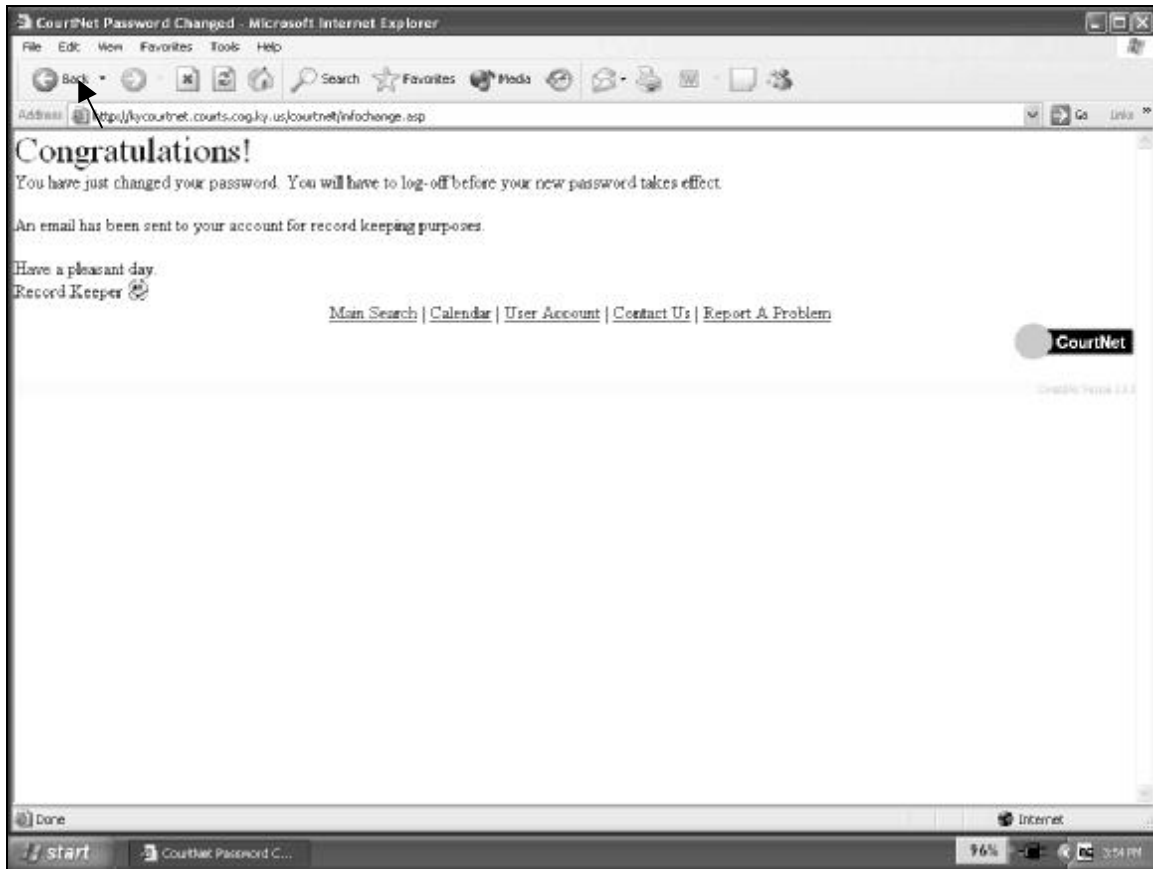 CourtNet Password Changed - Microsoft Internet Explorer
File Edit View Favorites Tools Help
Back Search Favorites Media
Address http://kycourtnet.courts.cog.ky.us/courtnet/infochange.asp Go Links »
Congratulations!
You have just changed your password. You will have to log-off before your new password takes effect.
An email has been sent to your account for record keeping purposes.
Have a pleasant day.
Record Keeper
Main Search | Calendar | User Account | Contact Us | Report A Problem
CourtNet
Done Internet
start CourtNet Password C... 96% 3:54 PM